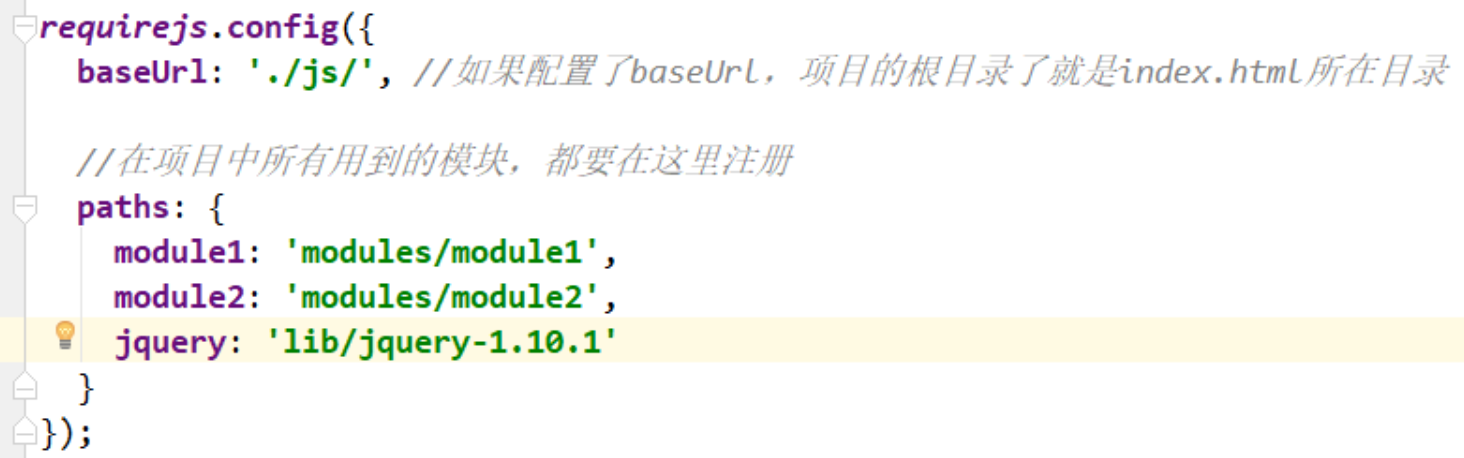 requirejs.config({
baseUrl: './js/', //如果配置了baseUrl，项目的根目录了就是index.html所在目录
//在项目中所有用到的模块，都要在这里注册
paths: {
module1: 'modules/module1',
module2: 'modules/module2',
jquery: 'lib/jquery-1.10.1'
}
});